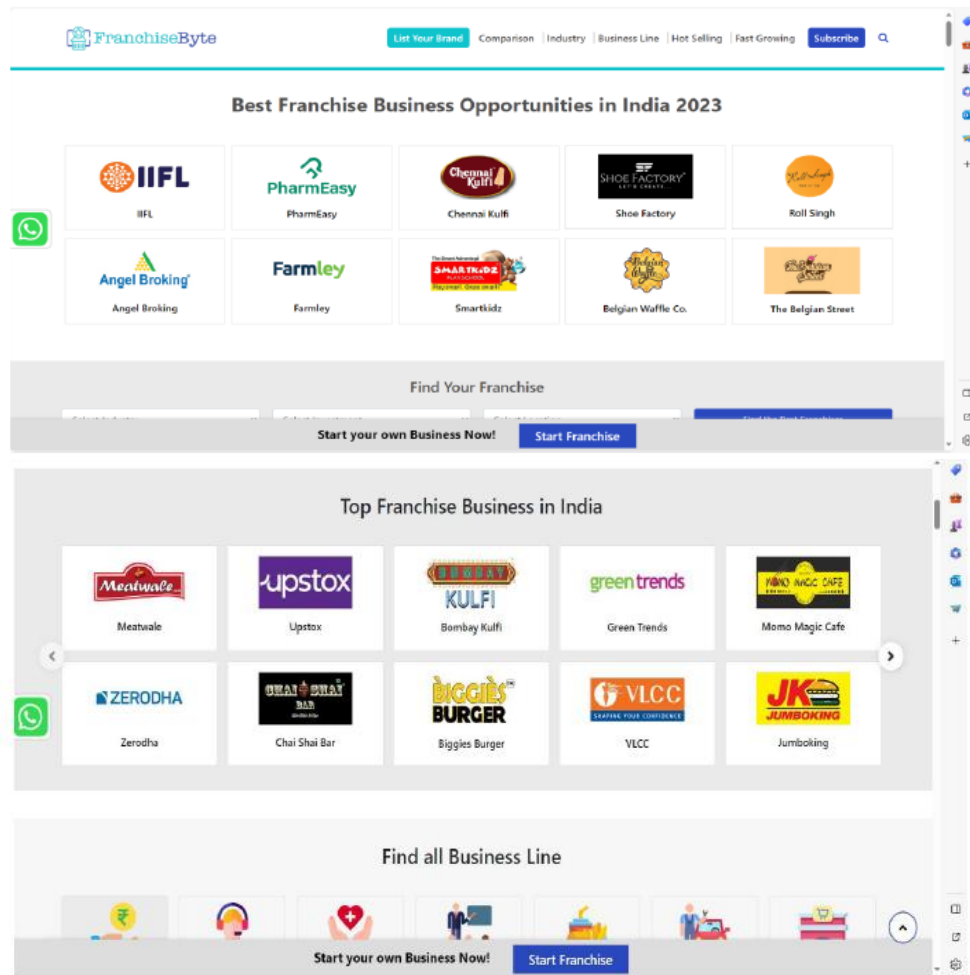 FranchiseByte
List Your Brand Comparison Industry Business Line Hot Selling Fast Growing Subscribe
Best Franchise Business Opportunities in India 2023
IIFL PharmEasy Chennai Kulfi SHOE FACTORY
IIFL PharmEasy Chennai Kulfi Shoe Factory Roll Singh
Angel Broking Farmley SMARTKIDZ Belgian Waffle
PLAY SCHOOL
Angel Broking Farmley Smartkidz Belgian Waffle Co. The Belgian Street
Find Your Franchise
Start your own Business Now! Start Franchise
Top Franchise Business in India
Meatwale upstox BOMBAY KULFI green trends MOMO MAGIC CAFE
Meatwale Upstox Bombay Kulfi Green Trends Momo Magic Cafe
ZERODHA CHAI SHAI BAR BIGGIÈS BURGER VLCC JK JUMBOKING
SHAPING YOUR CONFIDENCE
Zerodha Chai Shai Bar Biggies Burger VLCC Jumboking
Find all Business Line
Start your own Business Now! Start Franchise